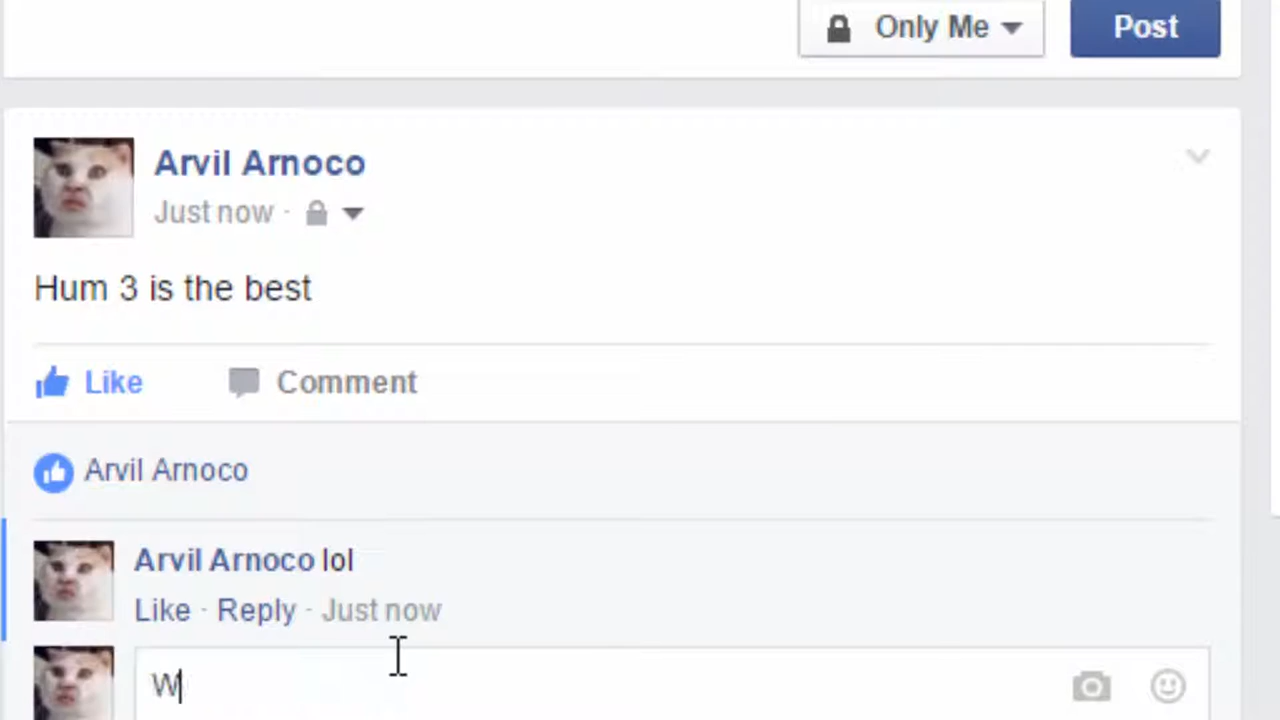 Only Me
Post
Arvil Arnoco
Just now ·
Hum 3 is the best
Like
Comment
Arvil Arnoco
Arvil Arnoco lol
Like · Reply · Just now
W